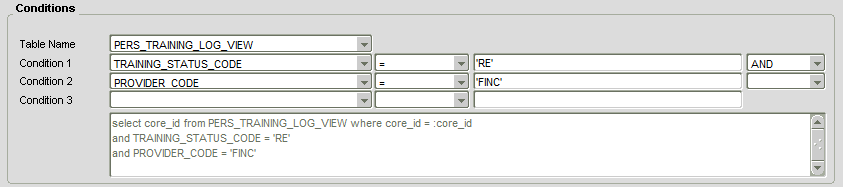 Conditions
Table Name PERS_TRAINING_LOG_VIEW
Condition 1 TRAINING_STATUS_CODE = 'RE' AND
Condition 2 PROVIDER_CODE = 'FINC'
Condition 3
select core_id from PERS_TRAINING_LOG_VIEW where core_id = :core_id
and TRAINING_STATUS_CODE = 'RE'
and PROVIDER_CODE = 'FINC'